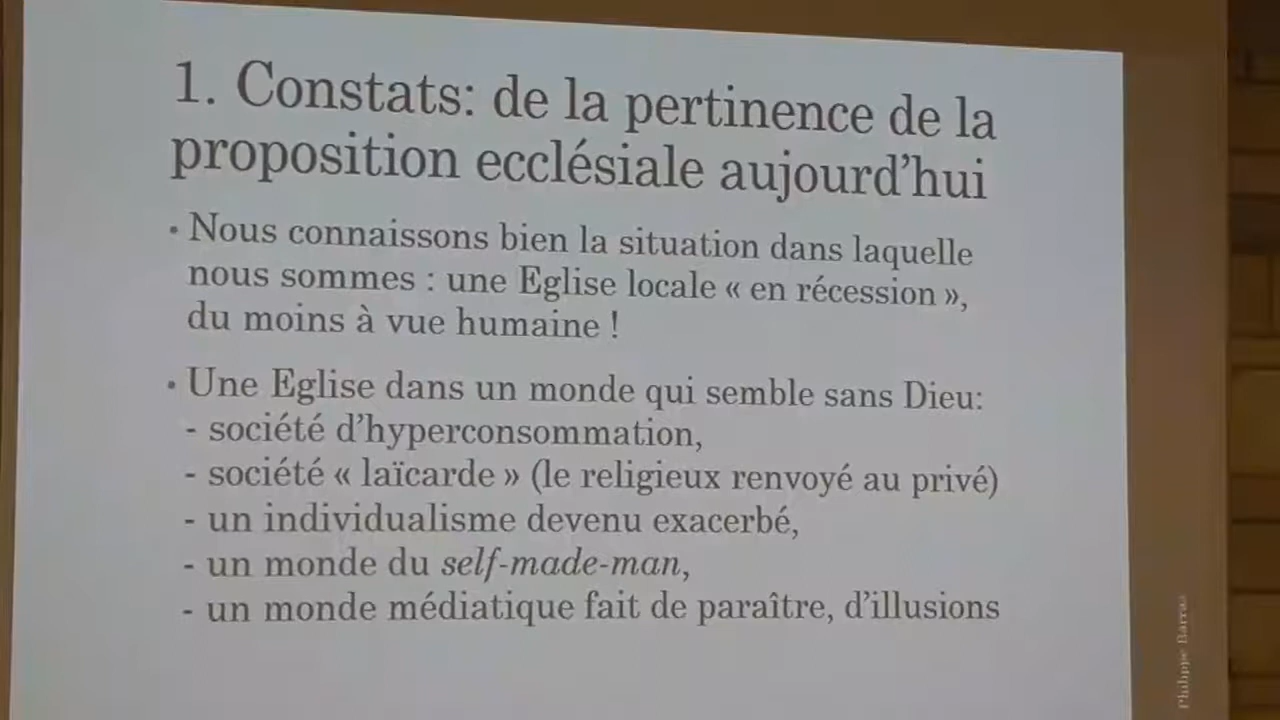 1. Constats: de la pertinence de la
proposition ecclésiale aujourd’hui
• Nous connaissons bien la situation dans laquelle
nous sommes : une Eglise locale « en récession »,
du moins à vue humaine !
• Une Eglise dans un monde qui semble sans Dieu:
- société d’hyperconsommation,
- société « laïcarde » (le religieux renvoyé au privé)
- un individualisme devenu exacerbé,
- un monde du self-made-man,
- un monde médiatique fait de paraître, d’illusions
Philippe Barras